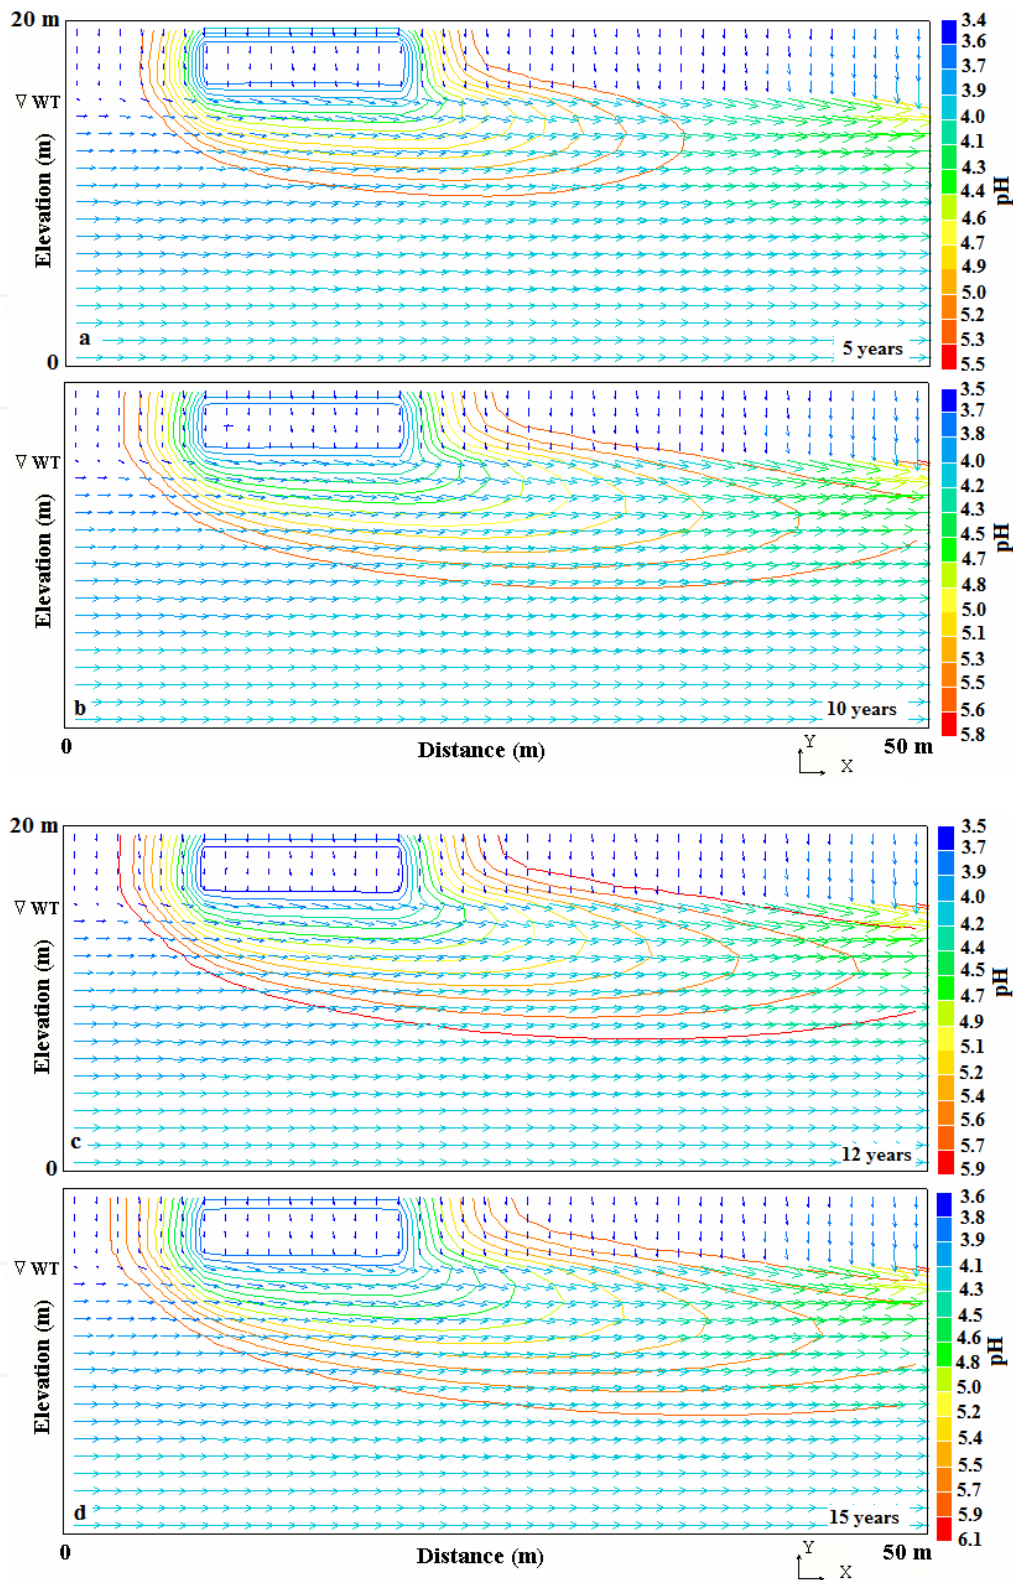 20 m
▽ WT
Elevation (m)
0
a
5 years
3.4
3.6
3.7
3.9
4.0
4.1
4.3
4.4
4.6
4.7
4.9
5.0
5.2
5.3
5.5
pH
▽ WT
Elevation (m)
b
10 years
3.5
3.7
3.8
4.0
4.2
4.3
4.5
4.7
4.8
5.0
5.1
5.3
5.5
5.6
5.8
pH
0
Distance (m)
50 m
Y
X
20 m
▽ WT
Elevation (m)
0
c
12 years
3.5
3.7
3.9
4.0
4.2
4.4
4.5
4.7
4.9
5.1
5.2
5.4
5.6
5.7
5.9
pH
▽ WT
Elevation (m)
d
15 years
3.6
3.8
3.9
4.1
4.3
4.5
4.6
4.8
5.0
5.2
5.4
5.5
5.7
5.9
6.1
pH
0
Distance (m)
50 m
Y
X